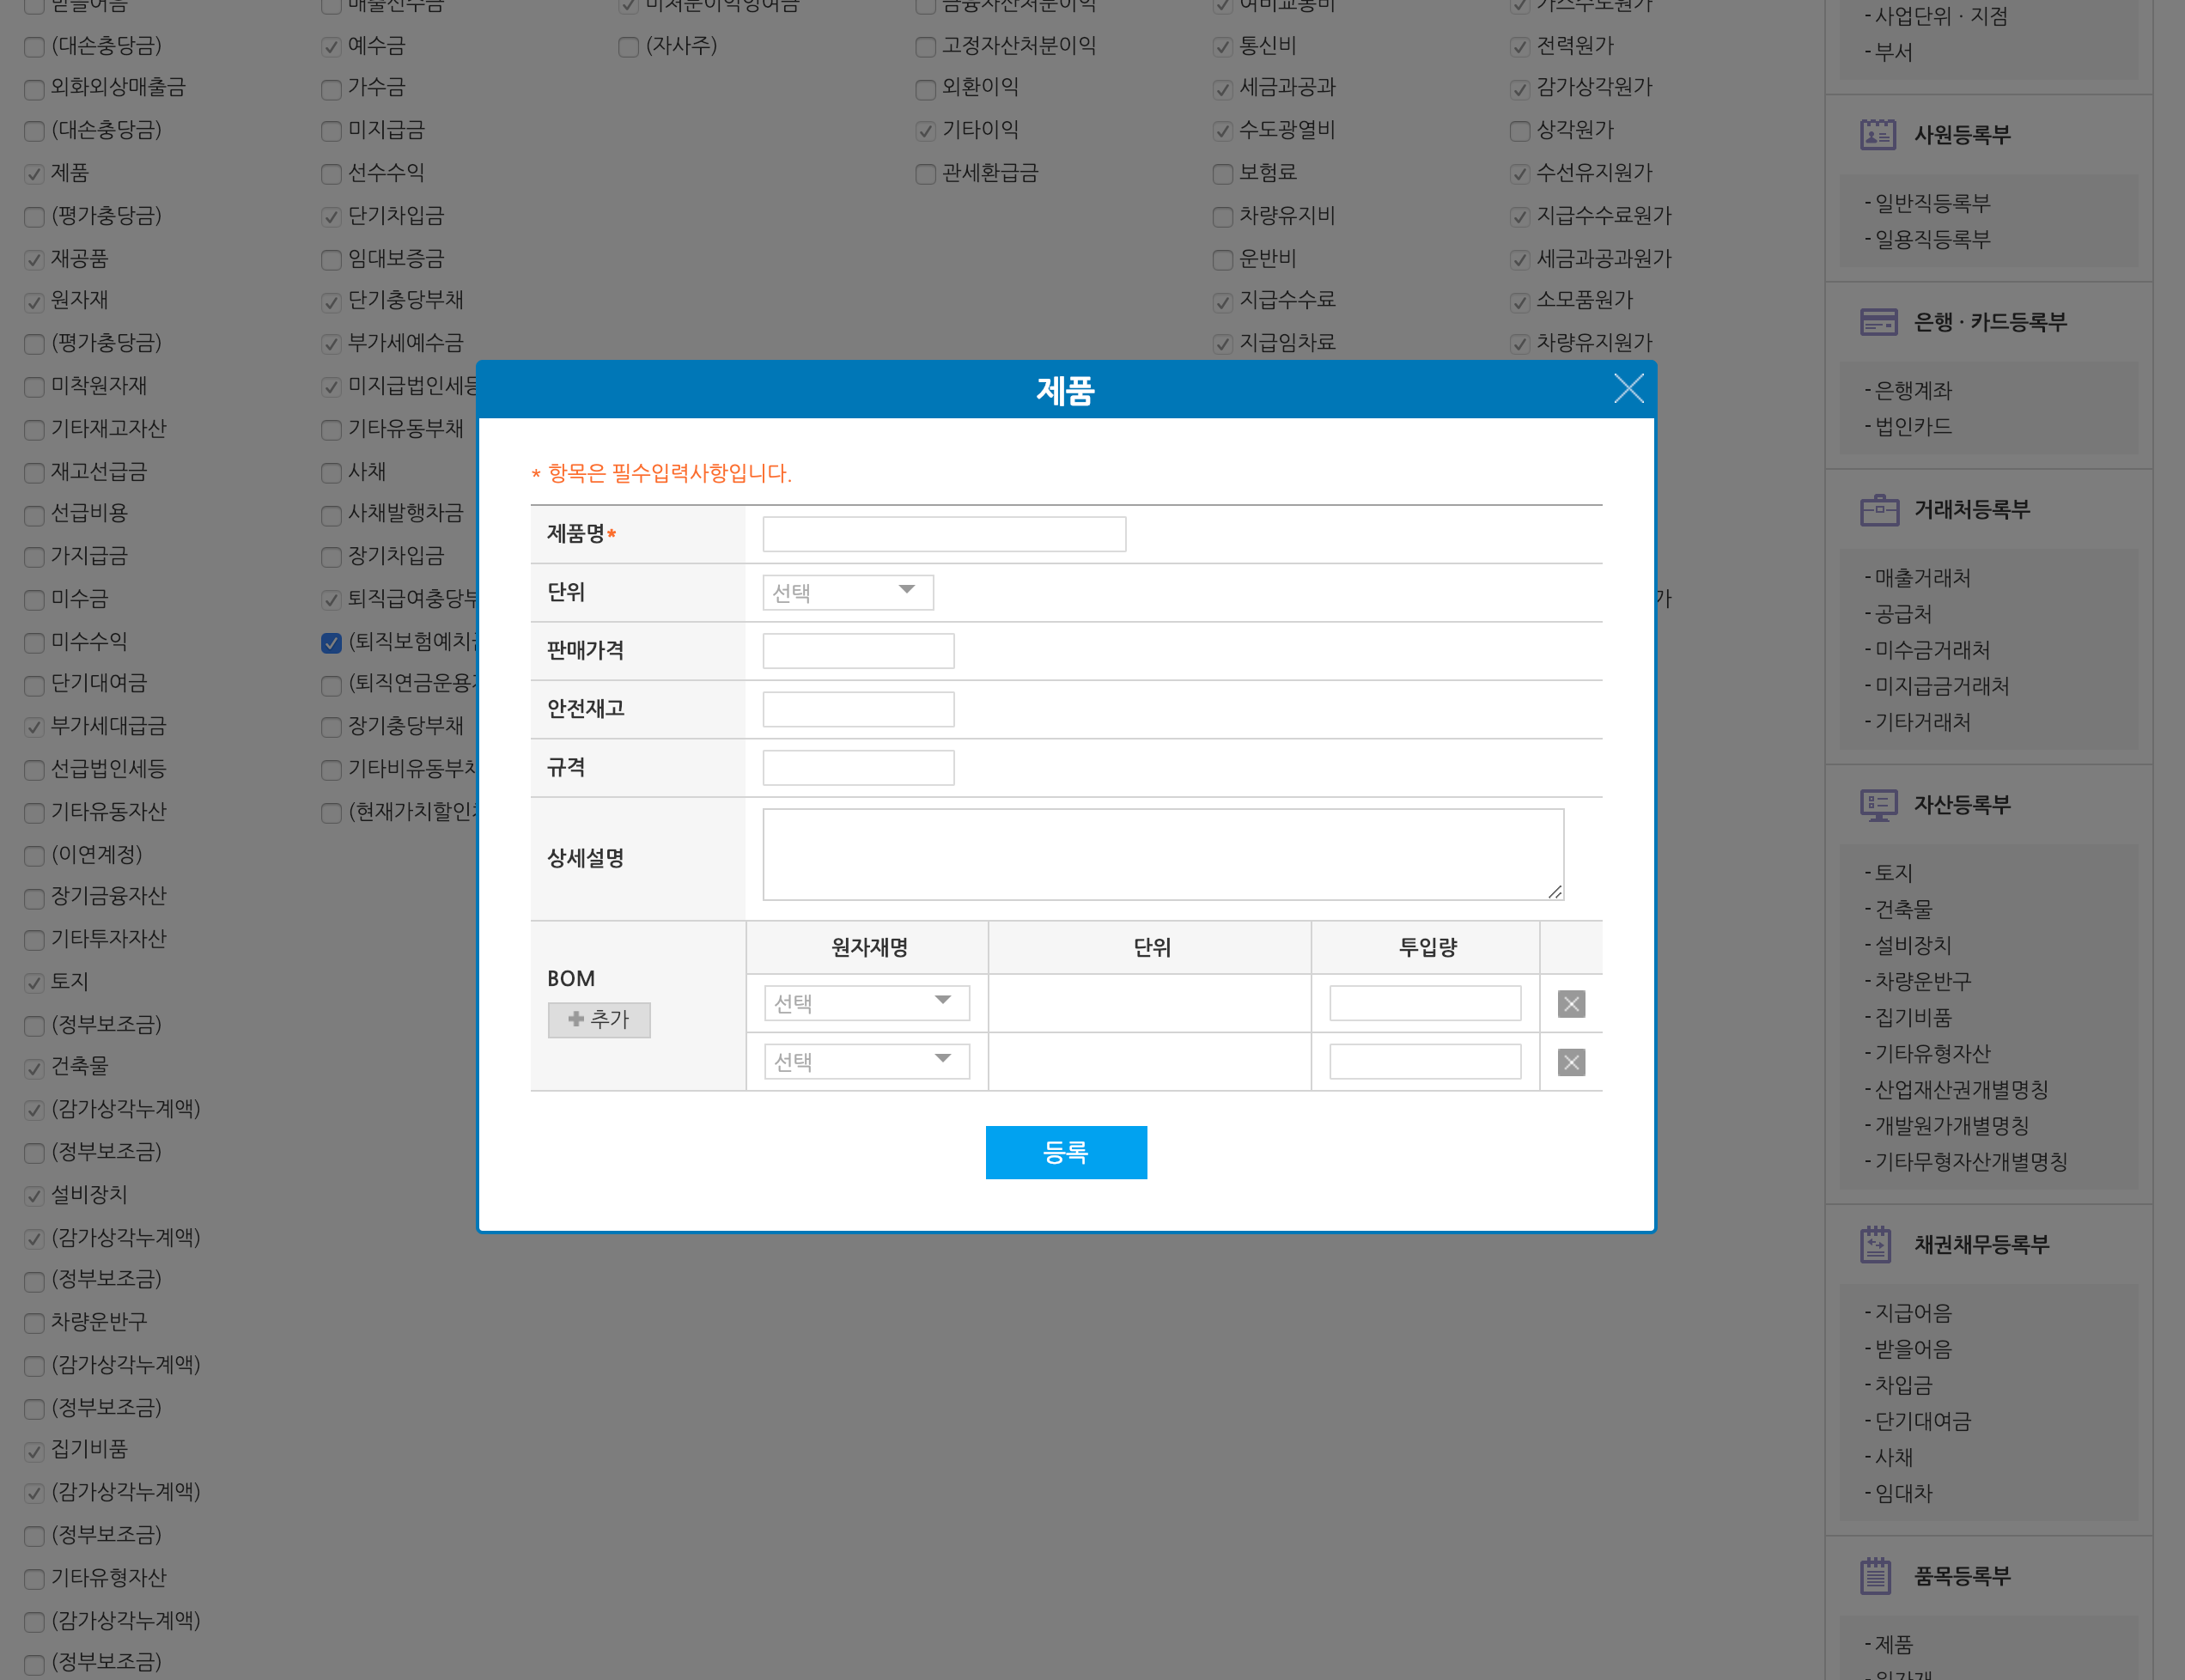 받을어음
(대손충당금)
외화외상매출금
(대손충당금)
제품
(평가충당금)
재공품
원자재
(평가충당금)
미착원자재
기타재고자산
재고선급금
선급비용
가지급금
미수금
미수수익
단기대여금
부가세대급금
선급법인세등
기타유동자산
(이연계정)
장기금융자산
기타투자자산
토지
(정부보조금)
건축물
(감가상각누계액)
(정부보조금)
설비장치
(감가상각누계액)
(정부보조금)
차량운반구
(감가상각누계액)
(정부보조금)
집기비품
(감가상각누계액)
(정부보조금)
기타유형자산
(감가상각누계액)
(정부보조금)
매출선수금
예수금
가수금
미지급금
선수수익
단기차입금
임대보증금
단기충당부채
부가세예수금
미지급법인세등
기타유동부채
사채
사채발행차금
장기차입금
퇴직급여충당부
(퇴직보험예치금
(퇴직연금운용
장기충당부채
기타비유동부채
(현재가치할인
미처분이익잉여금
(자사주)
금융자산처분이익
고정자산처분이익
외환이익
기타이익
관세환급금
여비교통비
통신비
세금과공과
수도광열비
보험료
차량유지비
운반비
지급수수료
지급임차료
가스수도원가
전력원가
감가상각원가
상각원가
수선유지원가
지급수수료원가
세금과공과원가
소모품원가
차량유지원가
가
제품
* 항목은 필수입력사항입니다.
제품명*
단위
선택
판매가격
안전재고
규격
상세설명
BOM
추가
원자재명
단위
투입량
선택
선택
등록
- 사업단위 · 지점
- 부서
사원등록부
- 일반직등록부
- 일용직등록부
은행 · 카드등록부
- 은행계좌
- 법인카드
거래처등록부
- 매출거래처
- 공급처
- 미수금거래처
- 미지급금거래처
- 기타거래처
자산등록부
- 토지
- 건축물
- 설비장치
- 차량운반구
- 집기비품
- 기타유형자산
- 산업재산권개별명칭
- 개발원가개별명칭
- 기타무형자산개별명칭
채권채무등록부
- 지급어음
- 받을어음
- 차입금
- 단기대여금
- 사채
- 임대차
품목등록부
- 제품
- 원자재